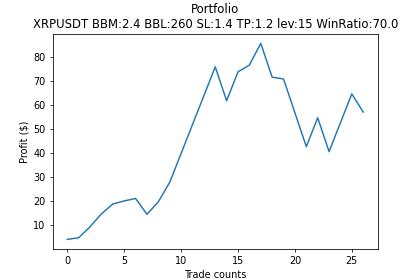 Portfolio
XRPUSDT BBM:2.4 BBL:260 SL:1.4 TP:1.2 lev:15 WinRatio:70.0
Profit ($)
80
70
60
50
40
30
20
10
0 5 10 15 20 25
Trade counts